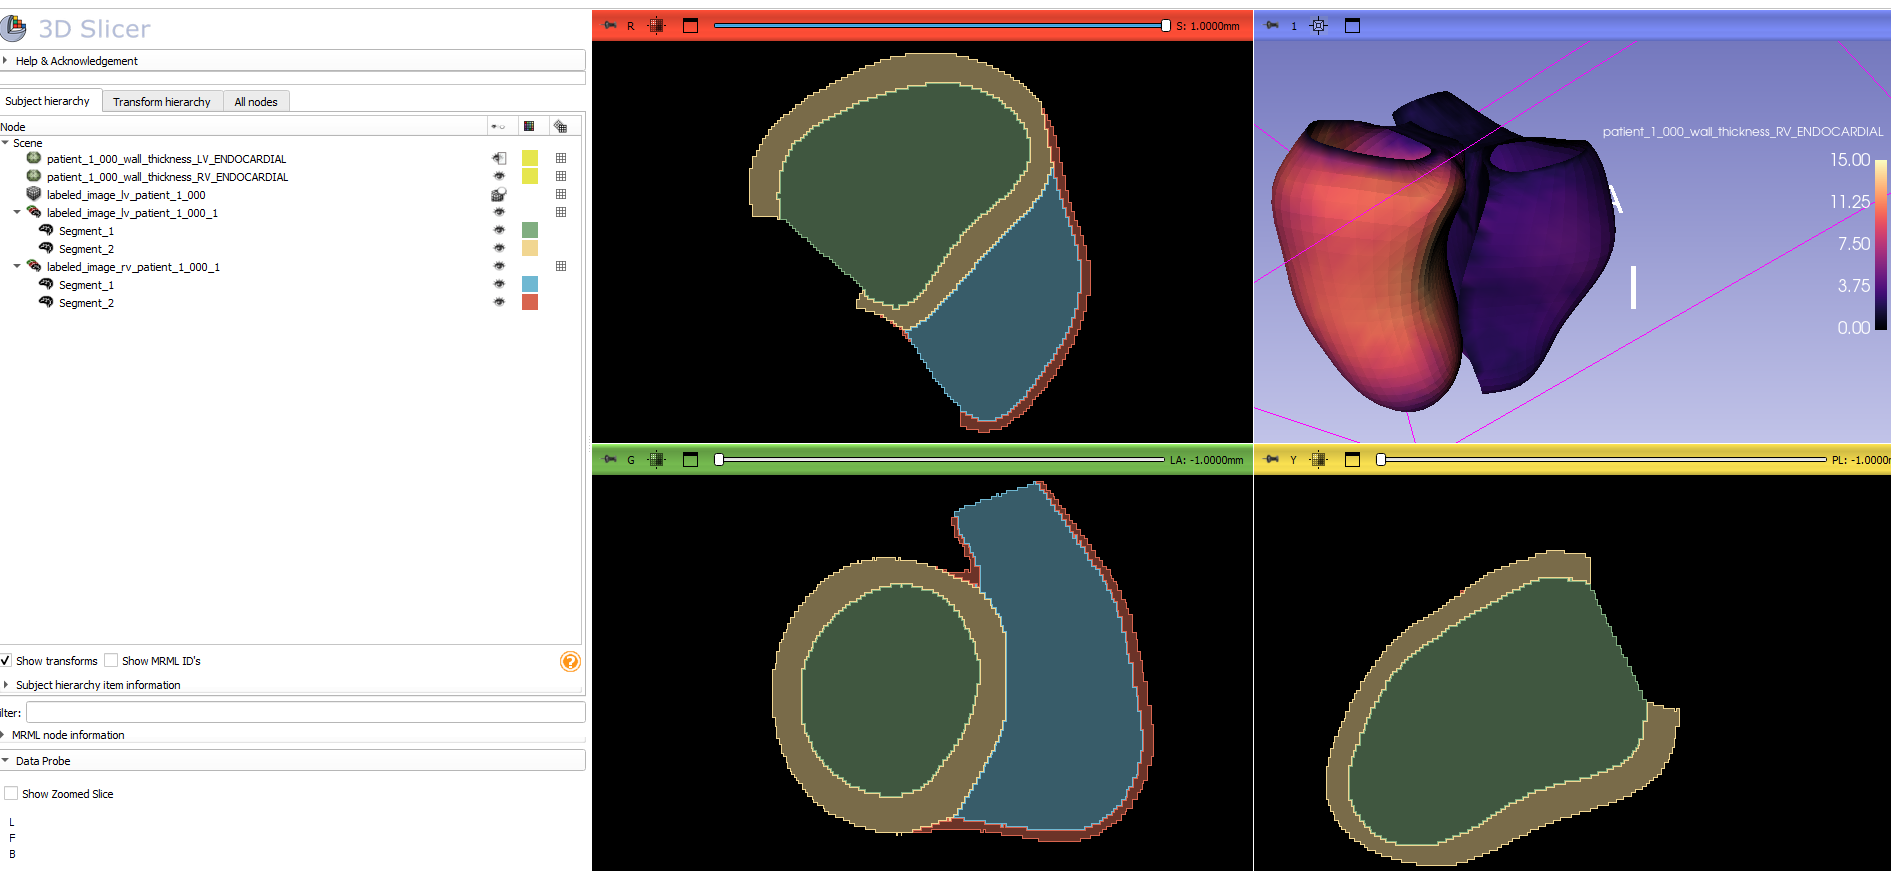 3D Slicer
Help & Acknowledgement
Subject hierarchy
Transform hierarchy
All nodes
Node
Scene
patient_1_000_wall_thickness_LV_ENDOCARDIAL
patient_1_000_wall_thickness_RV_ENDOCARDIAL
labeled_image_lv_patient_1_000
labeled_image_lv_patient_1_000_1
Segment_1
Segment_2
labeled_image_rv_patient_1_000_1
Segment_1
Segment_2
Show transforms
Show MRML ID's
Subject hierarchy item information
ilter:
MRML node information
Data Probe
Show Zoomed Slice
L
F
B
R
S: 1.0000mm
1
patient_1_000_wall_thickness_RV_ENDOCARDIAL
15.00
11.25
7.50
3.75
0.00
A
I
G
LA: -1.0000mm
Y
PL: -1.000